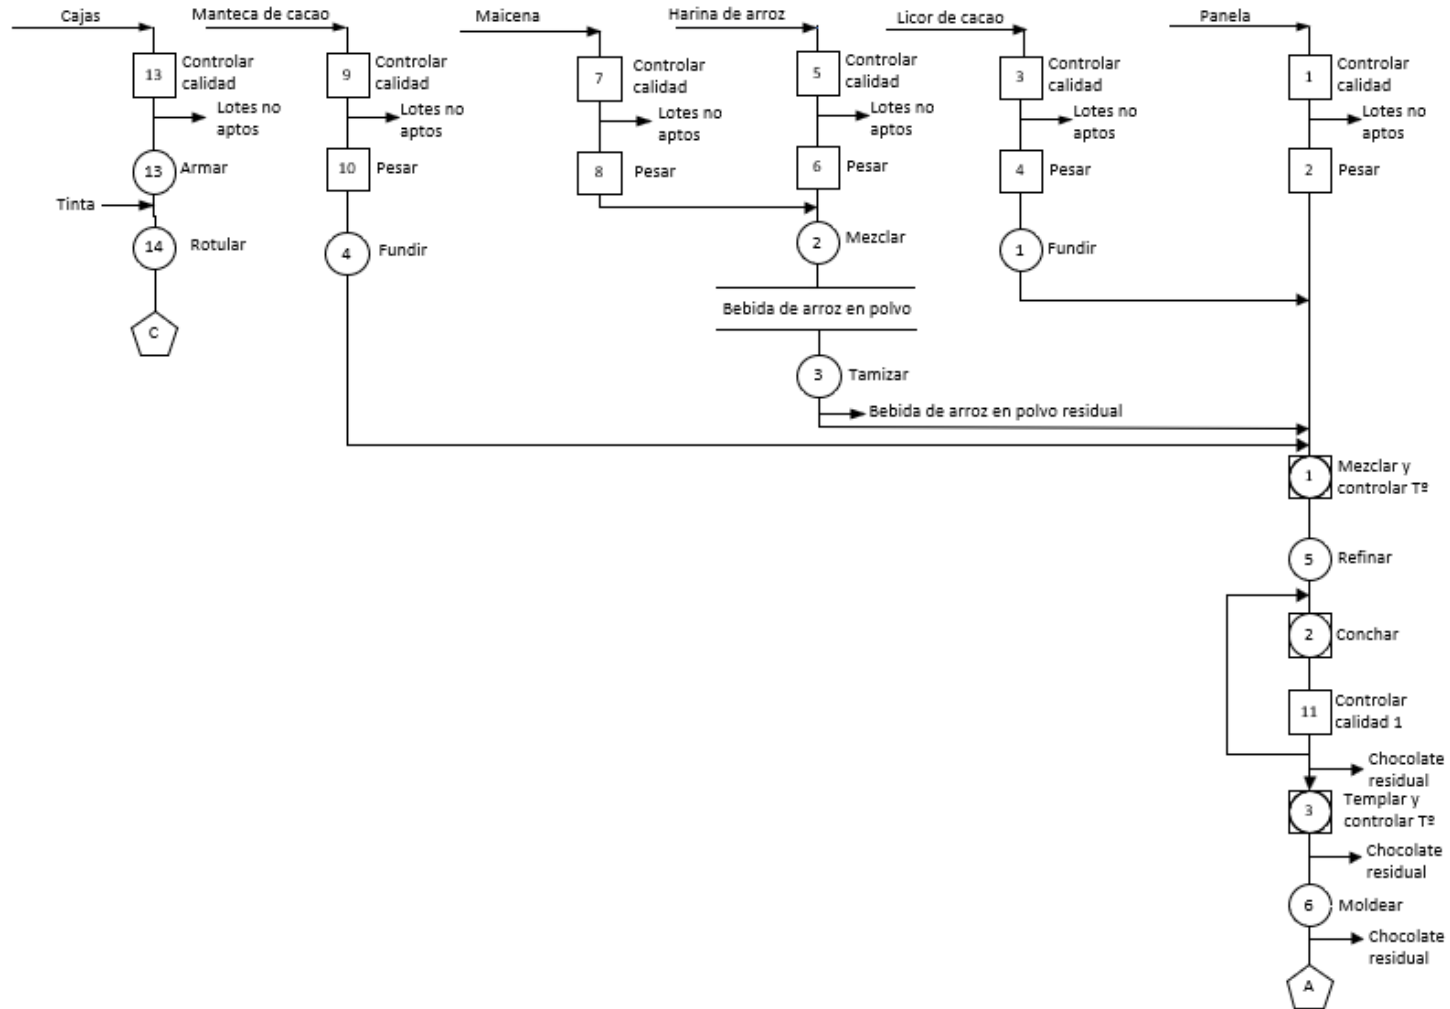 Cajas
Manteca de cacao
Maicena
Harina de arroz
Licor de cacao
Panela
13
Controlar
calidad
9
Controlar
calidad
7
Controlar
calidad
5
Controlar
calidad
3
Controlar
calidad
1
Controlar
calidad
Lotes no
aptos
Lotes no
aptos
Lotes no
aptos
Lotes no
aptos
Lotes no
aptos
Lotes no
aptos
13
Armar
10
Pesar
8
Pesar
6
Pesar
4
Pesar
2
Pesar
Tinta
14
Rotular
4
Fundir
2
Mezclar
1
Fundir
C
Bebida de arroz en polvo
3
Tamizar
Bebida de arroz en polvo residual
1
Mezclar y
controlar Tº
5
Refinar
2
Conchar
11
Controlar
calidad 1
Chocolate
residual
3
Templar y
controlar Tº
Chocolate
residual
6
Moldear
Chocolate
residual
A